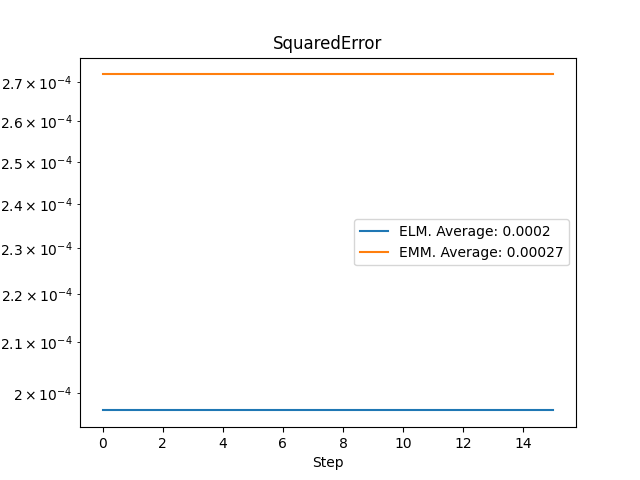 SquaredError
2.7 × 10⁻⁴
2.6 × 10⁻⁴
2.5 × 10⁻⁴
2.4 × 10⁻⁴
2.3 × 10⁻⁴
2.2 × 10⁻⁴
2.1 × 10⁻⁴
2 × 10⁻⁴
ELM. Average: 0.0002
EMM. Average: 0.00027
0 2 4 6 8 10 12 14
Step